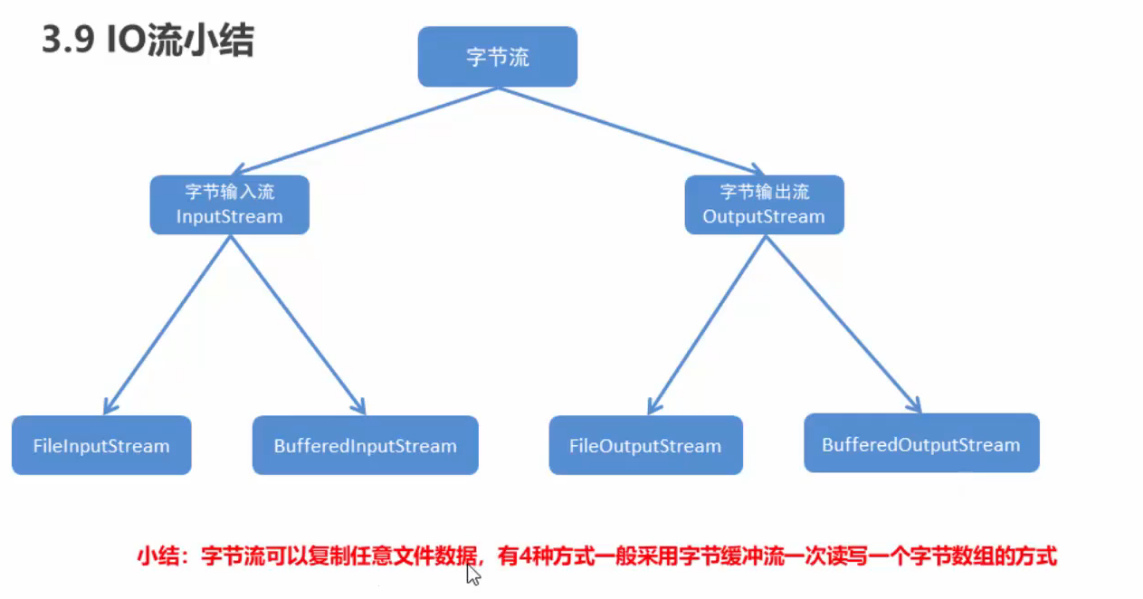 3.9 IO流小结
字节流
字节输入流
InputStream
字节输出流
OutputStream
FileInputStream
BufferedInputStream
FileOutputStream
BufferedOutputStream
小结：字节流可以复制任意文件数据，有4种方式一般采用字节缓冲流一次读写一个字节数组的方式